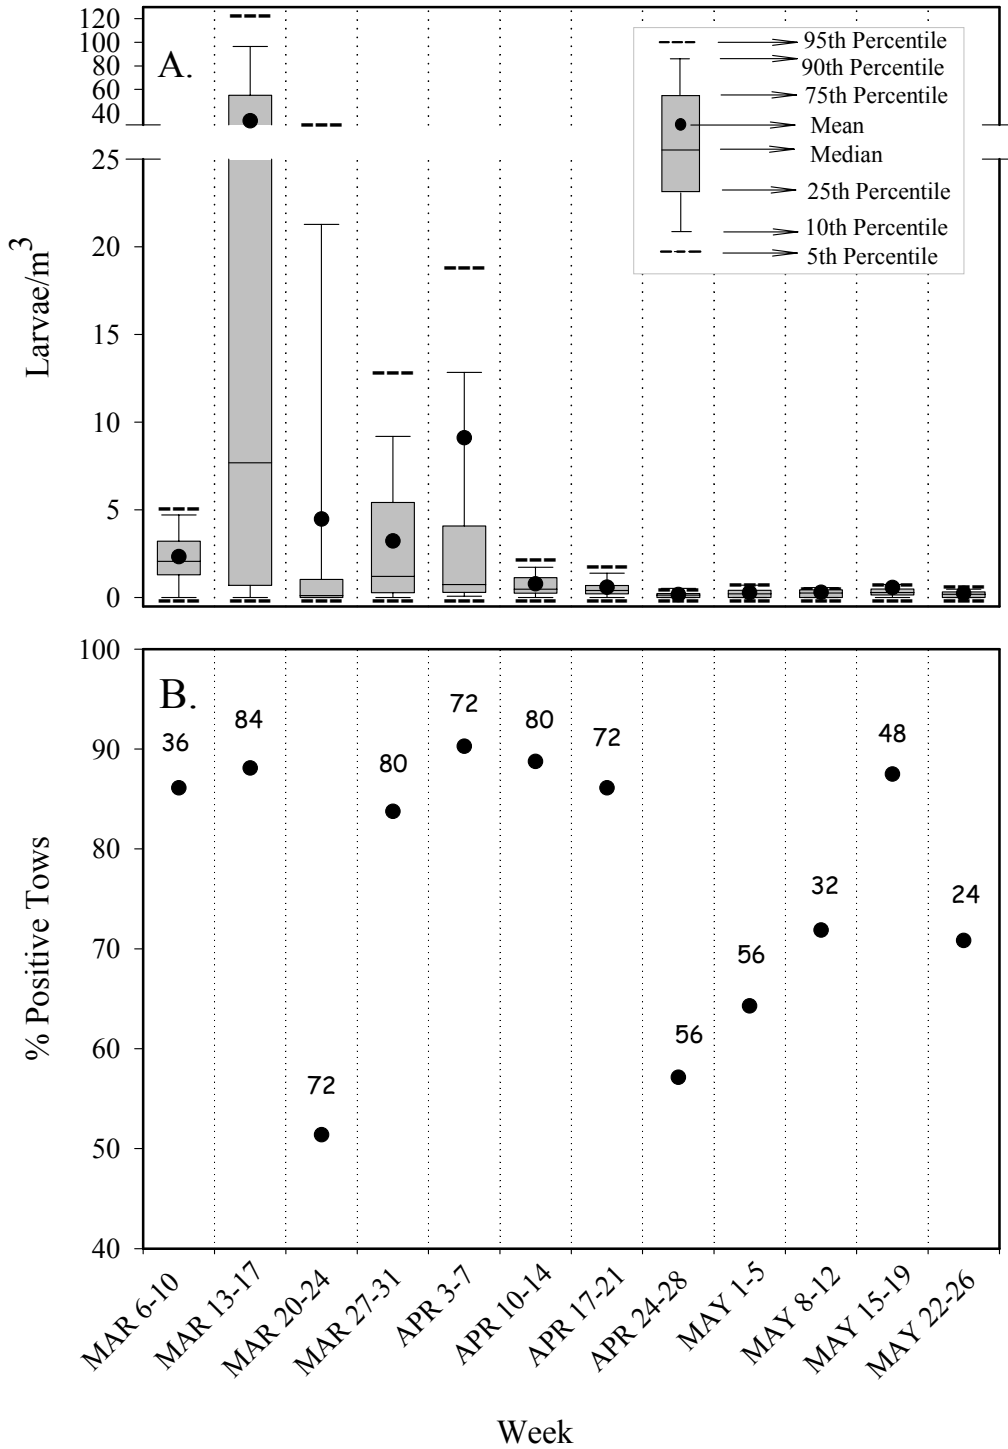 120
100
80
60
40
25
20
15
10
5
0
Larvae/m³
A.
95th Percentile
90th Percentile
75th Percentile
Mean
Median
25th Percentile
10th Percentile
5th Percentile
100
90
80
70
60
50
40
% Positive Tows
B.
36
84
72
80
72
80
72
56
56
32
48
24
MAR 6-10
MAR 13-17
MAR 20-24
MAR 27-31
APR 3-7
APR 10-14
APR 17-21
APR 24-28
MAY 1-5
MAY 8-12
MAY 15-19
MAY 22-26
Week